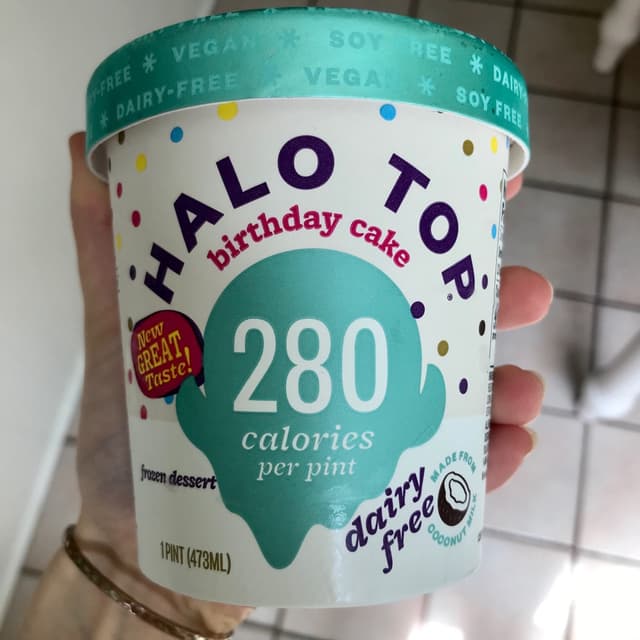 HALO
Y-FREE * VEGAN * SOY FREE * DAIRY-
* DAIRY-FREE * VEGAN * SOY FREE
HALO TOP®
birthday cake
New
GREAT
Taste!
280
calories
per pint
frozen dessert
dairy
free
MADE FROM
COCONUT MILK
1 PINT (473ML)